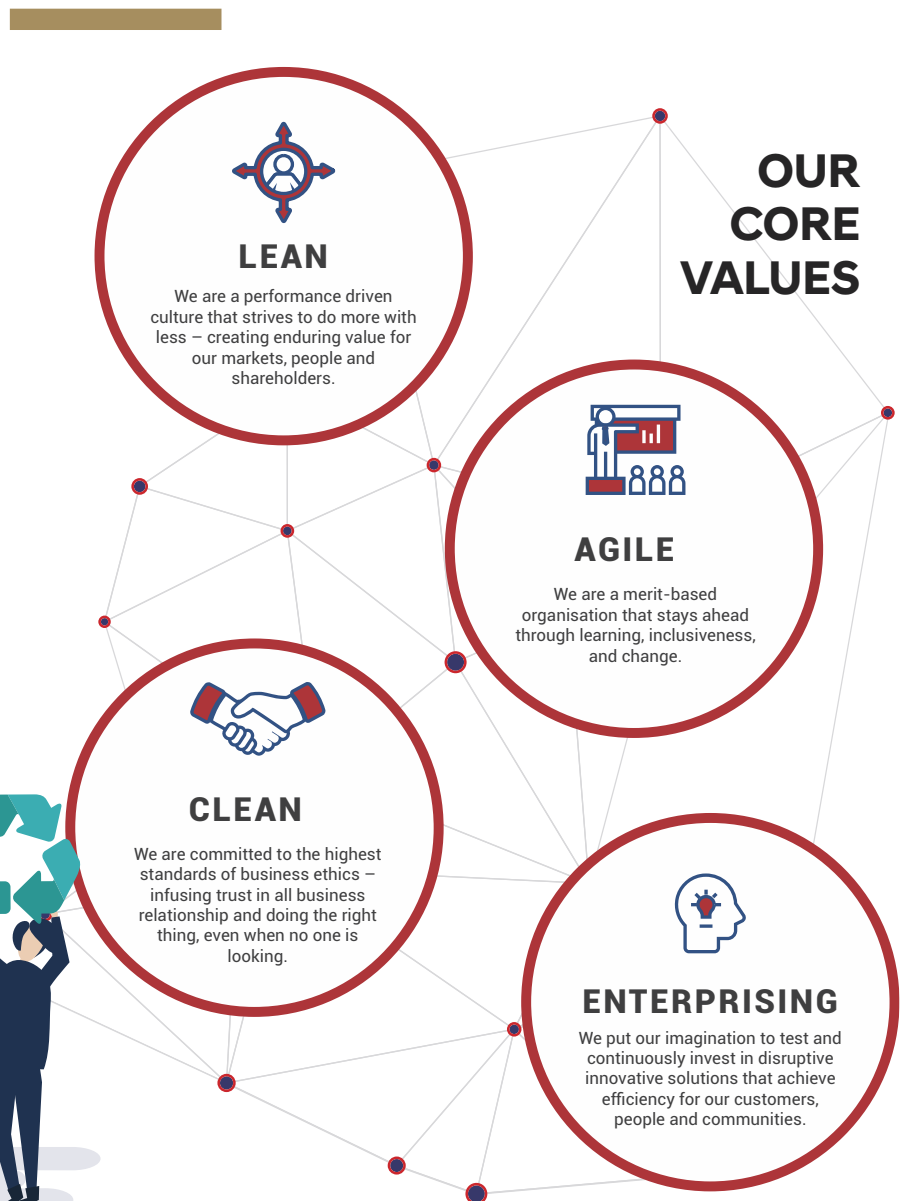 OUR
CORE
VALUES
LEAN
We are a performance driven
culture that strives to do more with
less – creating enduring value for
our markets, people and
shareholders.
AGILE
We are a merit-based
organisation that stays ahead
through learning, inclusiveness,
and change.
CLEAN
We are committed to the highest
standards of business ethics –
infusing trust in all business
relationship and doing the right
thing, even when no one is
looking.
ENTERPRISING
We put our imagination to test and
continuously invest in disruptive
innovative solutions that achieve
efficiency for our customers,
people and communities.